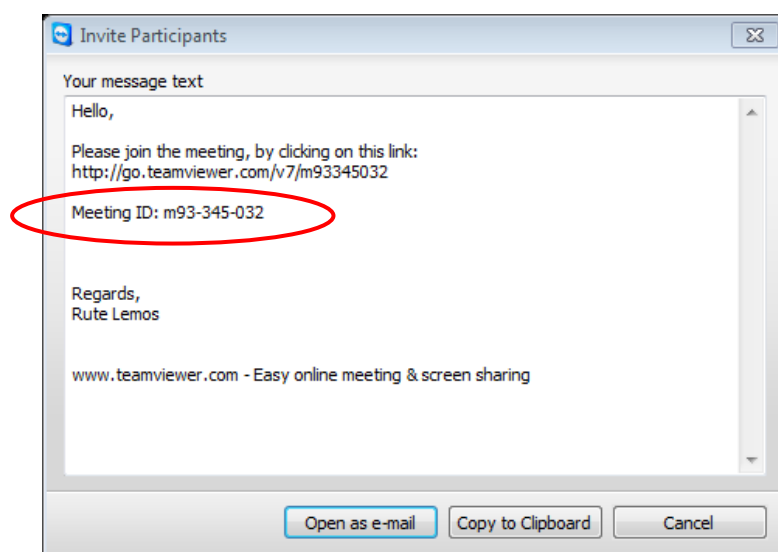 Invite Participants
Your message text
Hello,
Please join the meeting, by clicking on this link:
http://go.teamviewer.com/v7/m93345032
Meeting ID: m93-345-032
Regards,
Rute Lemos
www.teamviewer.com - Easy online meeting & screen sharing
Open as e-mail Copy to Clipboard Cancel